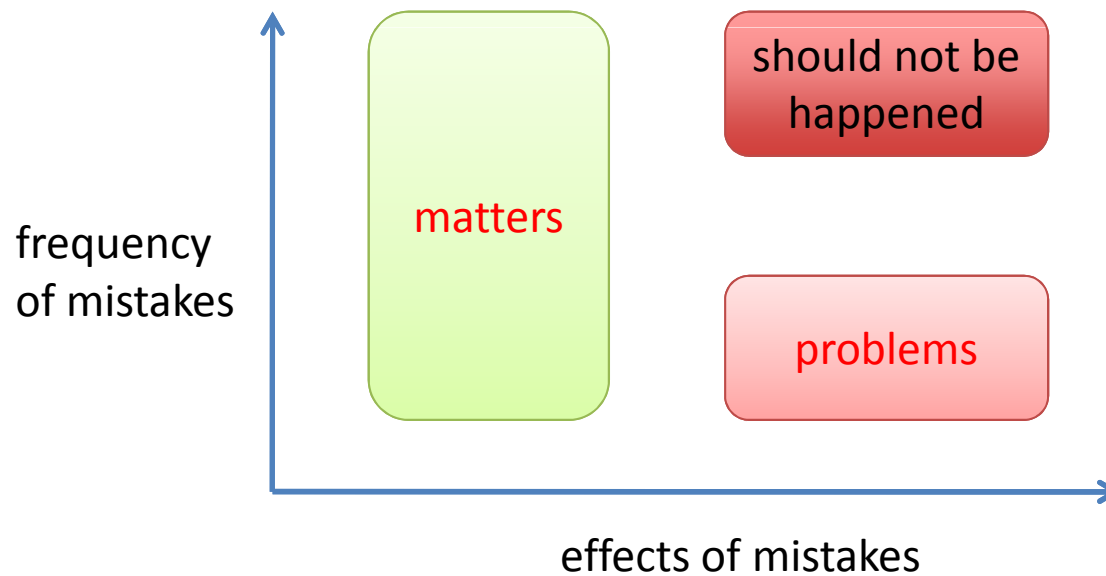 should not be
happened
matters
frequency
of mistakes
problems
effects of mistakes